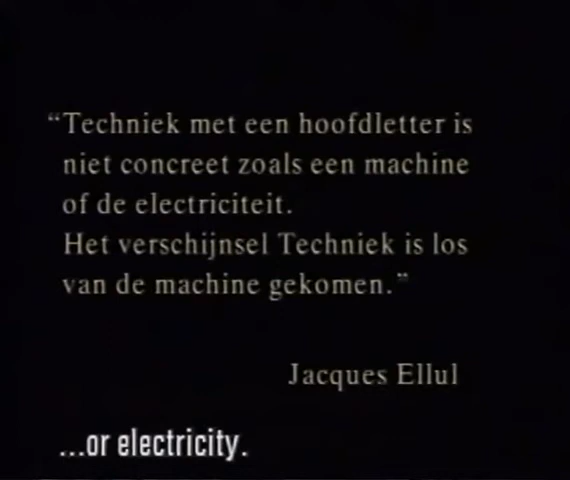 “Techniek met een hoofdletter is
niet concreet zoals een machine
of de electriciteit.
Het verschijnsel Techniek is los
van de machine gekomen.”
Jacques Ellul
...or electricity.